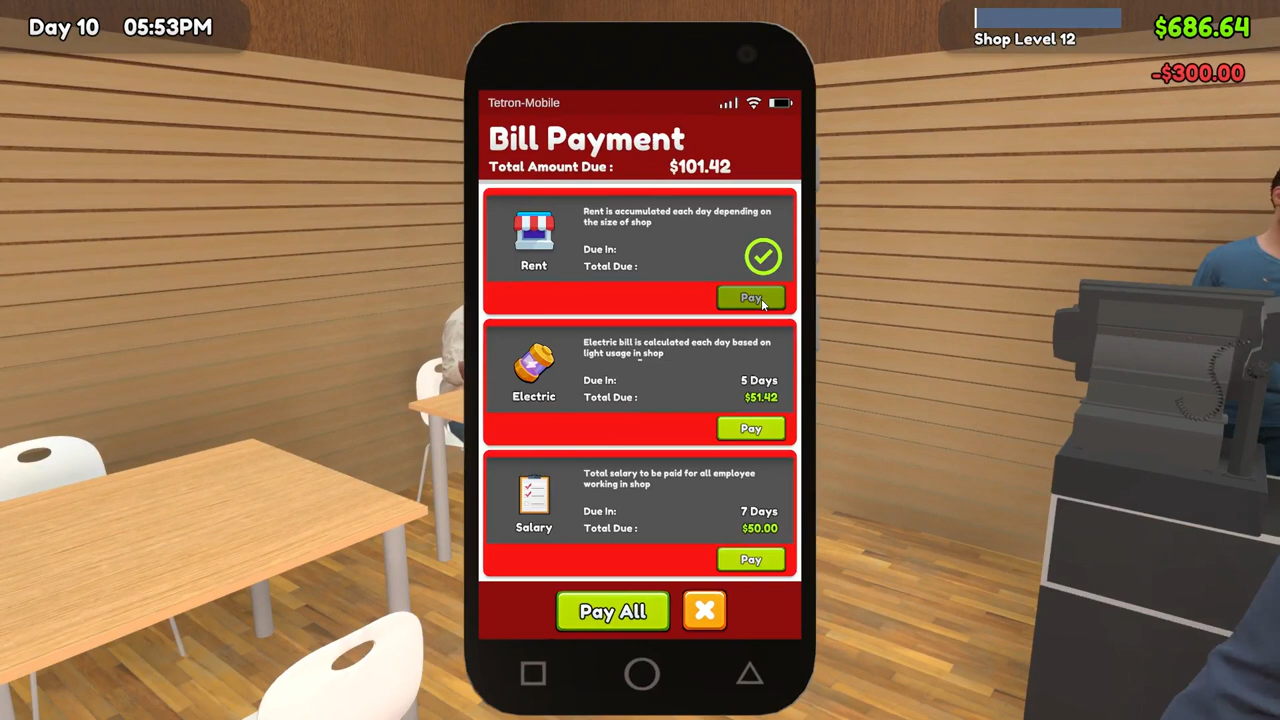 Day 10 05:53PM
Shop Level 12
$686.64
-$300.00
Tetron-Mobile
Bill Payment
Total Amount Due : $101.42
Rent is accumulated each day depending on
the size of shop
Rent
Due In:
Total Due :
Pay
Electric bill is calculated each day based on
light usage in shop
Electric
Due In: 5 Days
Total Due : $51.42
Pay
Total salary to be paid for all employee
working in shop
Salary
Due In: 7 Days
Total Due : $50.00
Pay
Pay All